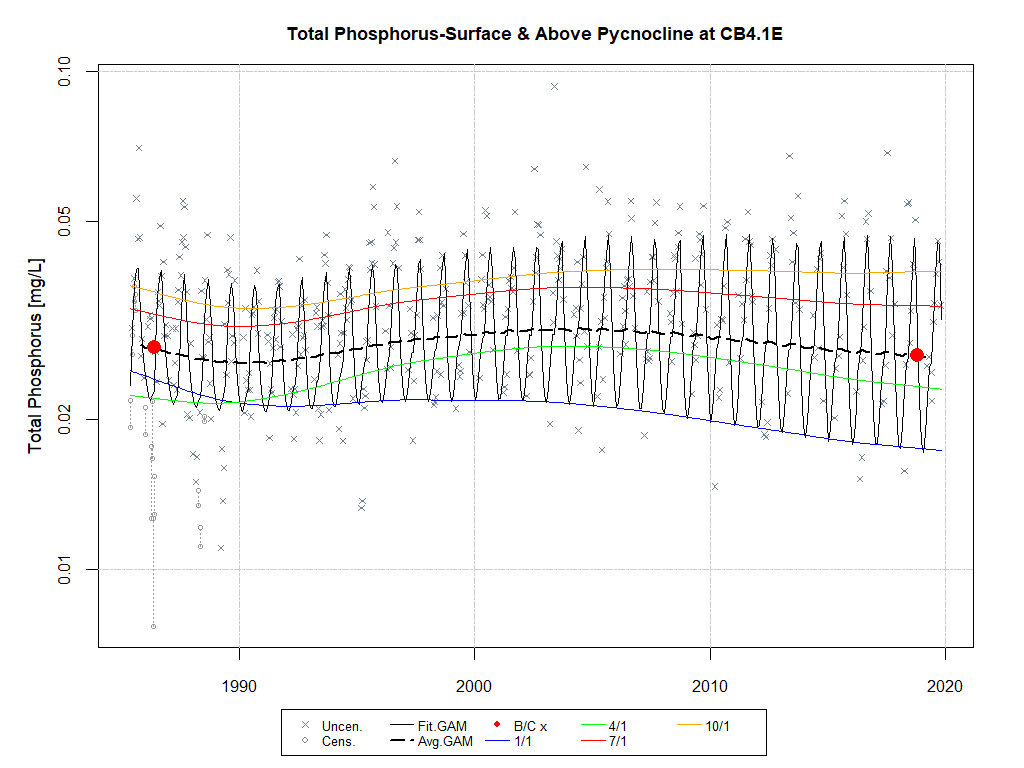 Total Phosphorus-Surface & Above Pycnocline at CB4.1E
Total Phosphorus [mg/L]
0.10
0.05
0.02
0.01
1990 2000 2010 2020
Uncen. Fit.GAM B/C x 4/1 10/1
Cens. Avg.GAM 1/1 7/1